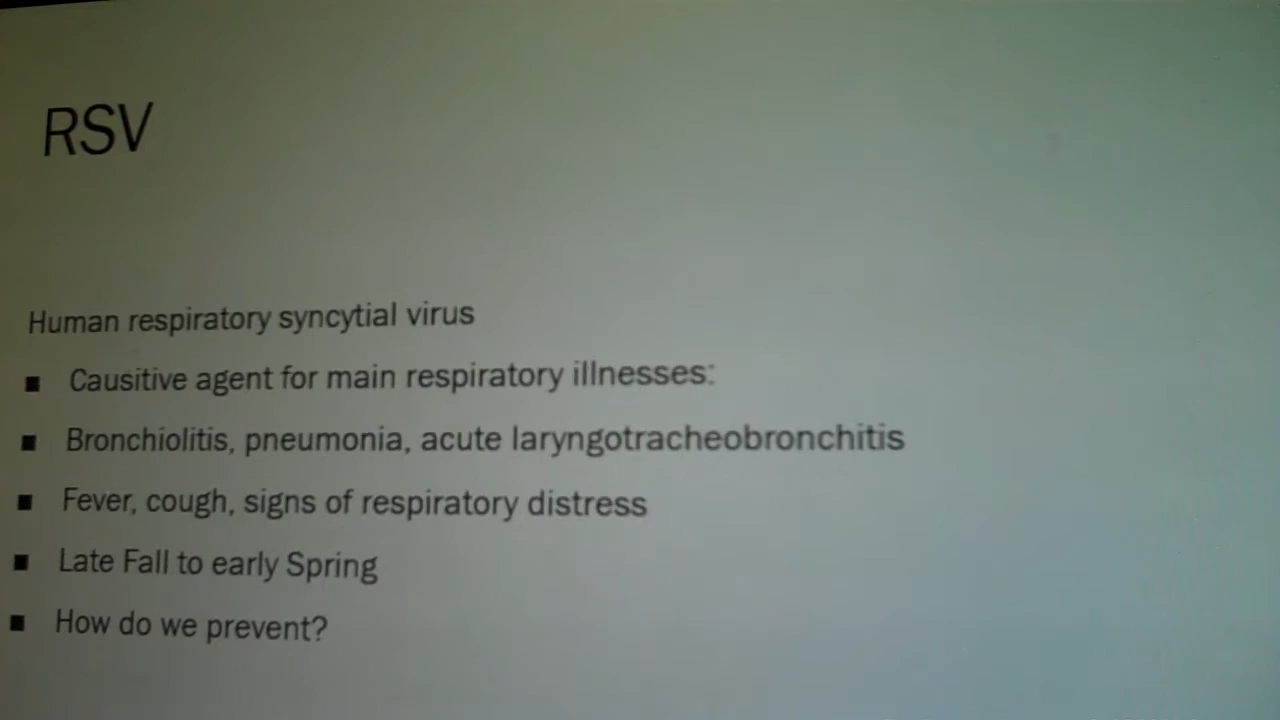 RSV
Human respiratory syncytial virus
■ Causitive agent for main respiratory illnesses:
■ Bronchiolitis, pneumonia, acute laryngotracheobronchitis
■ Fever, cough, signs of respiratory distress
■ Late Fall to early Spring
■ How do we prevent?